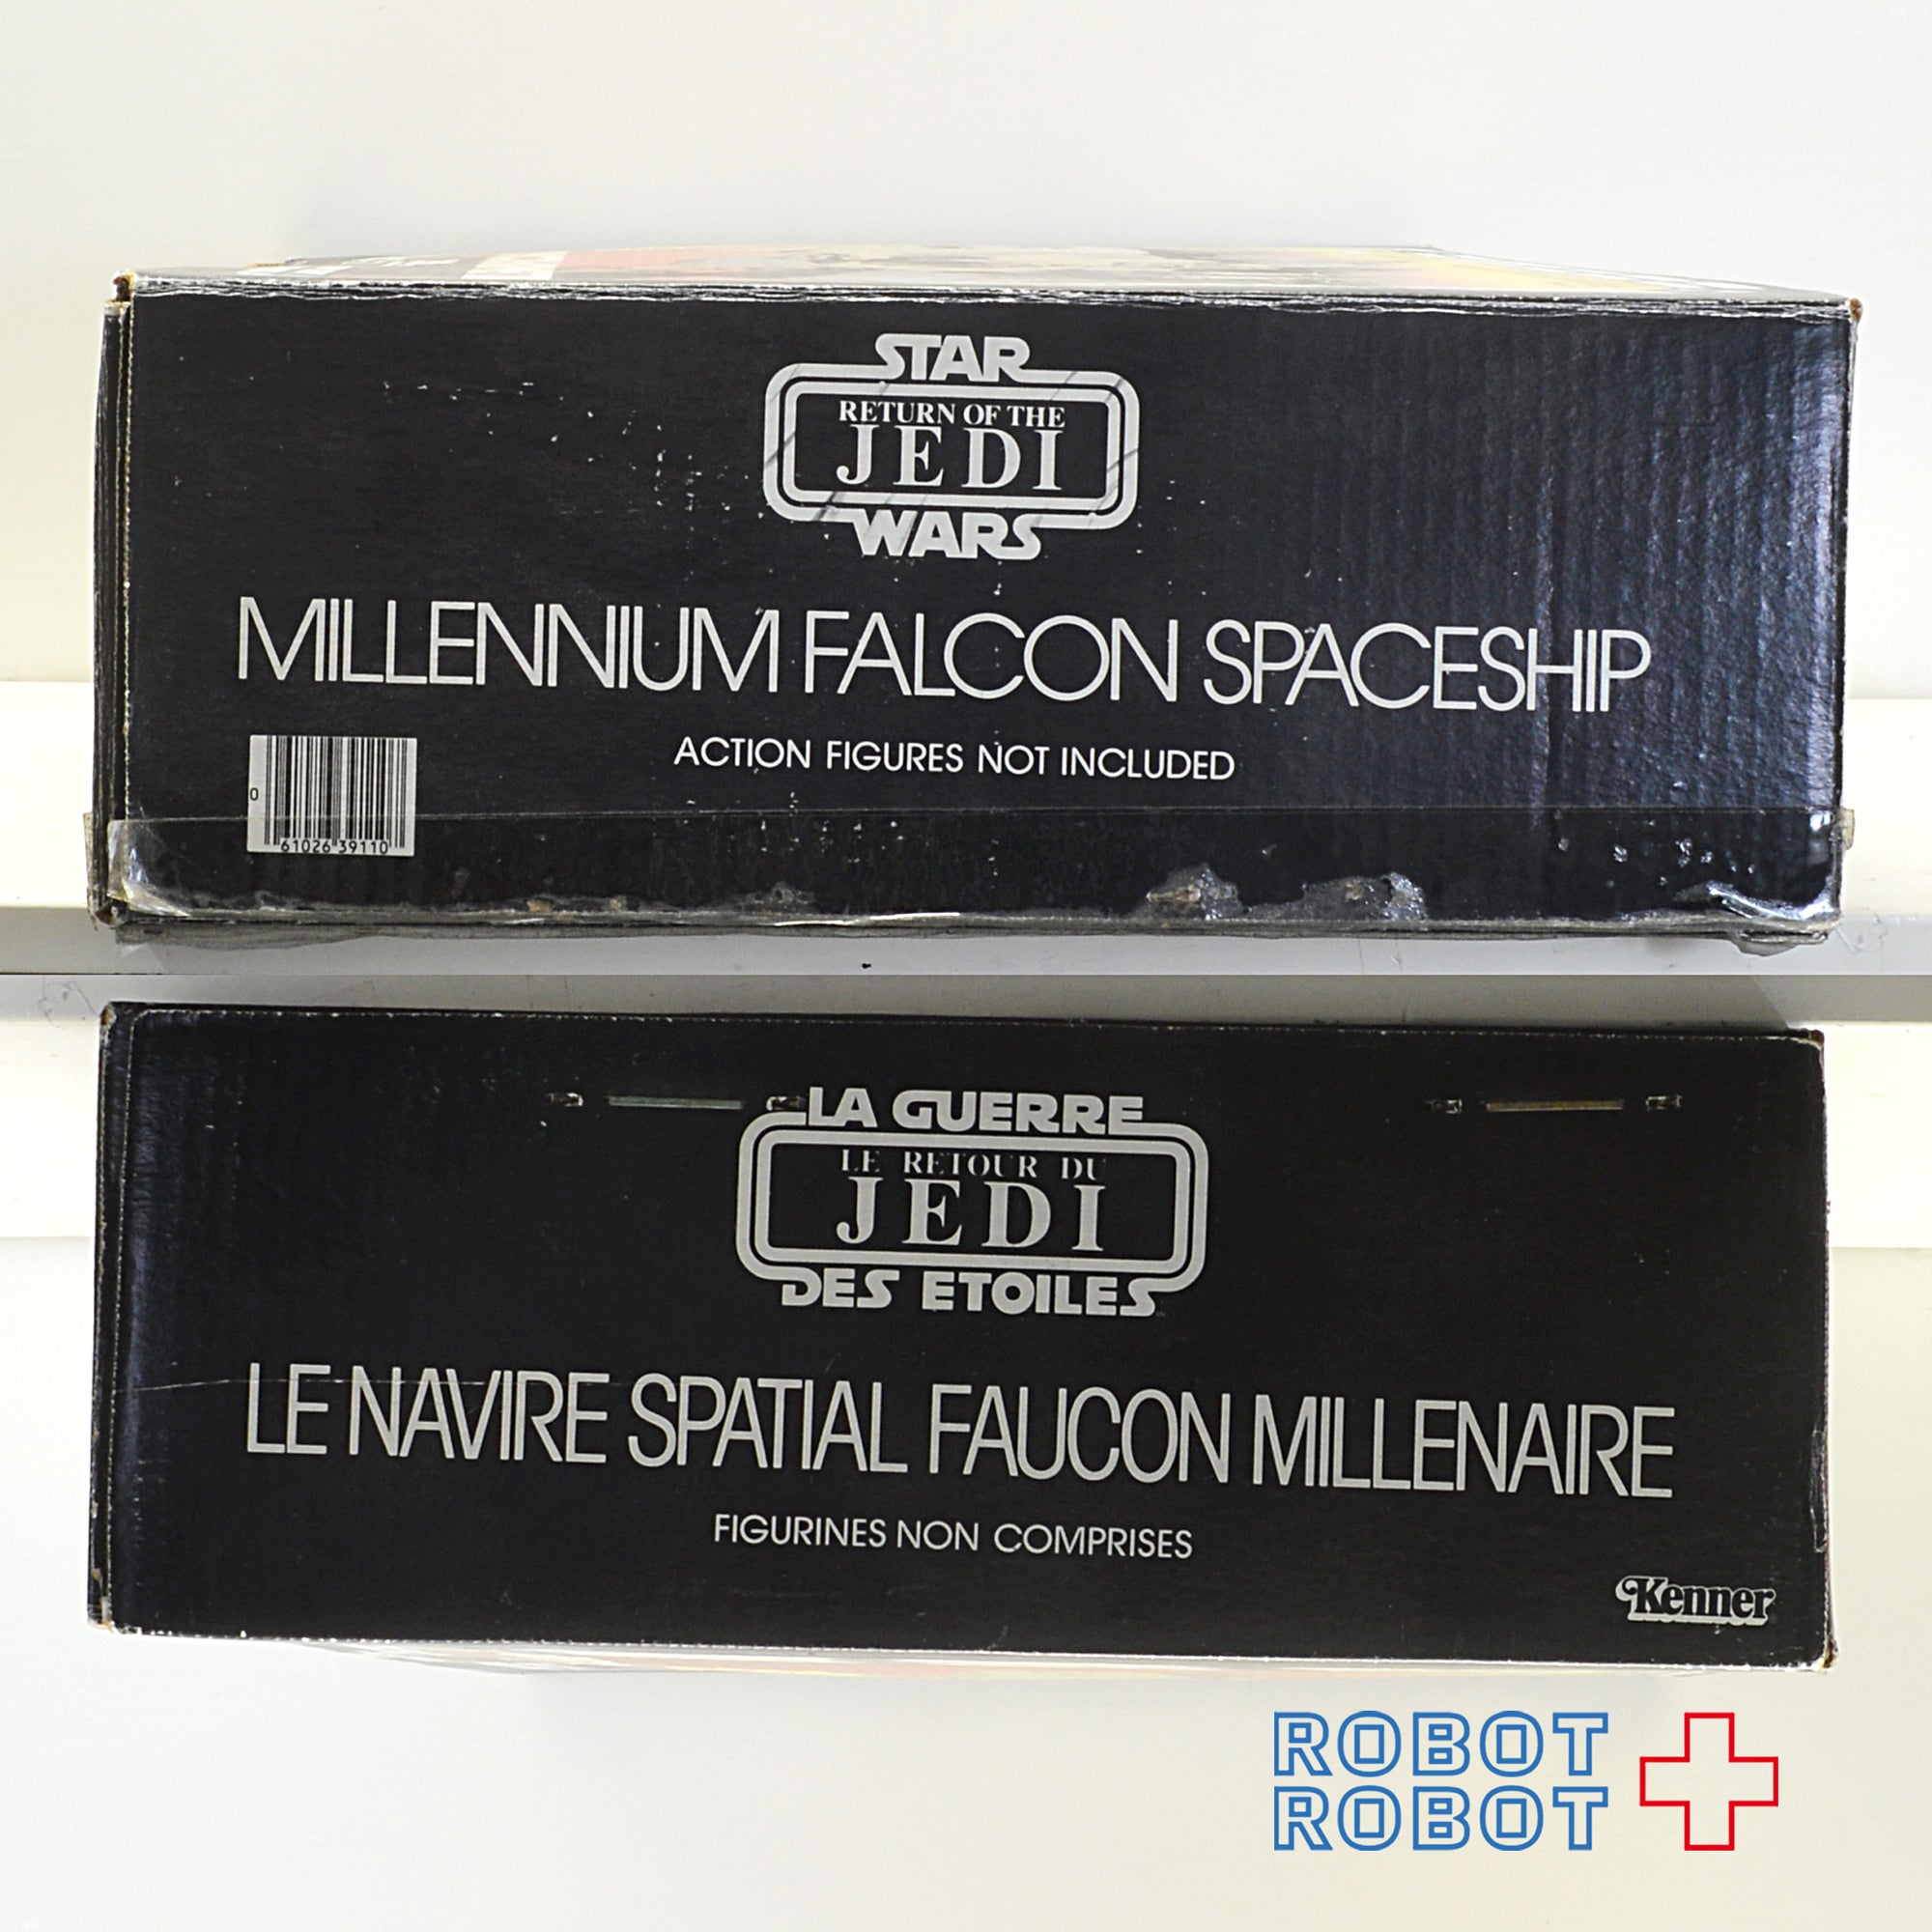 STAR
RETURN OF THE
JEDI
WARS
MILLENNIUM FALCON SPACESHIP
ACTION FIGURES NOT INCLUDED
0
61026 39110
LA GUERRE
LE RETOUR DU
JEDI
DES ETOILES
LE NAVIRE SPATIAL FAUCON MILLENAIRE
FIGURINES NON COMPRISES
Kenner
ROBOT
ROBOT